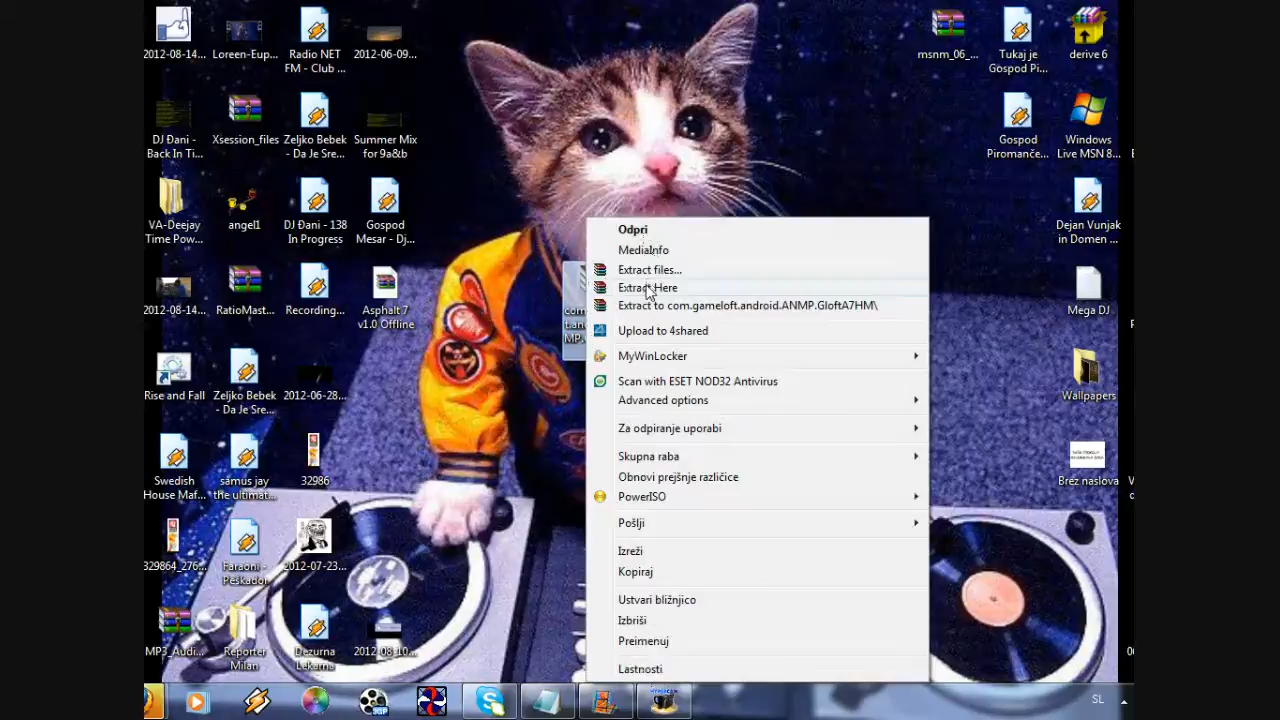 2012-08-14...
Loreen-Eup...
Radio NET
FM - Club ...
2012-06-09...
msnm_06_...
Tukaj je
Gospod Pi...
derive 6
DJ Đani -
Back In Ti...
Xsession_files
Zeljko Bebek
- Da Je Sre...
Summer Mix
for 9a&b
Gospod
Piromanče...
Windows
Live MSN 8...
VA-Deejay
Time Pow...
angel1
DJ Đani - 138
In Progress
Gospod
Mesar - Dj...
Dejan Vunjak
in Domen ...
2012-08-14...
RatioMast...
Recording...
Asphalt 7
v1.0 Offline
Mega DJ
Rise and Fall
Zeljko Bebek
- Da Je Sre...
2012-06-28...
Wallpapers
Swedish
House Maf...
samus jay
the ultimat...
32986
Brez naslova
329864_276...
Faraoni -
Peskador
2012-07-23...
MP3_Audi...
Reporter
Milan
Dezurna
Lekarna
2012-08-10...
Odpri
MediaInfo
Extract files...
Extract Here
Extract to com.gameloft.android.ANMP.GloftA7HM\
Upload to 4shared
MyWinLocker
Scan with ESET NOD32 Antivirus
Advanced options
Za odpiranje uporabi
Skupna raba
Obnovi prejšnje različice
PowerISO
Pošlji
Izreži
Kopiraj
Ustvari bližnjico
Izbriši
Preimenuj
Lastnosti
3GP
SL